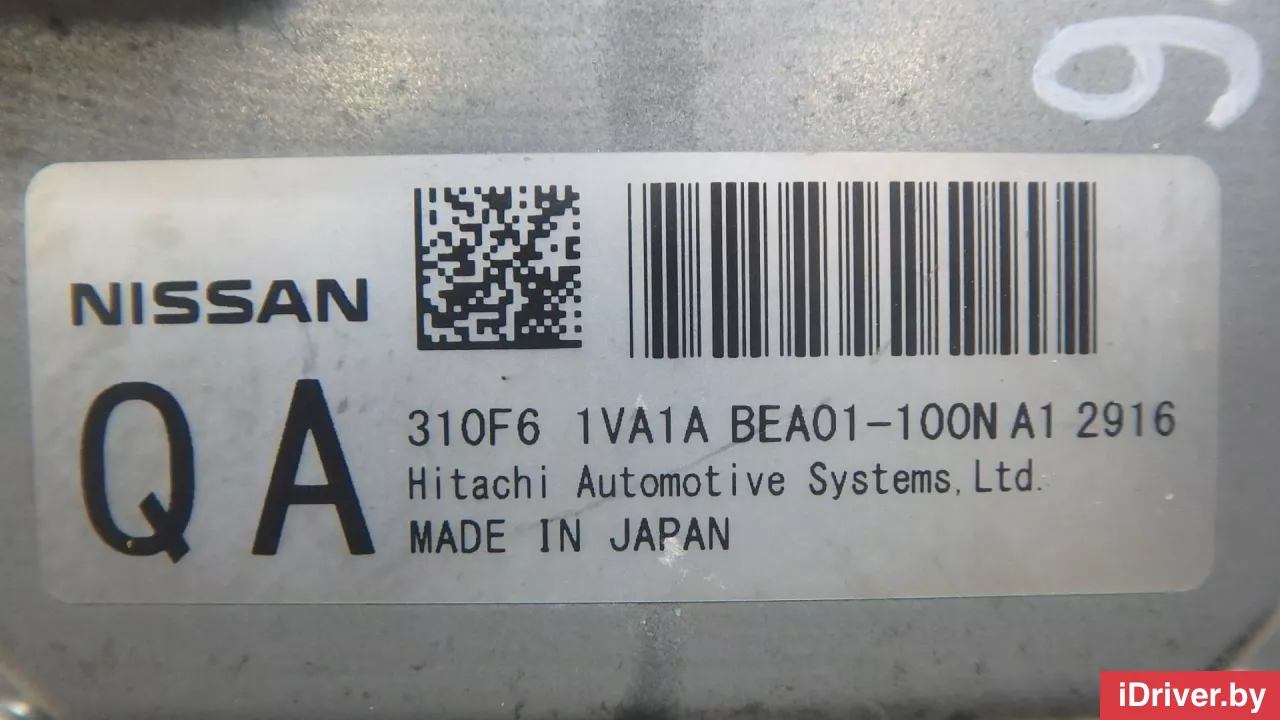 NISSAN
QA
310F6 1VA1A BEA01-100N A1 2916
Hitachi Automotive Systems, Ltd.
MADE IN JAPAN
iDriver.by